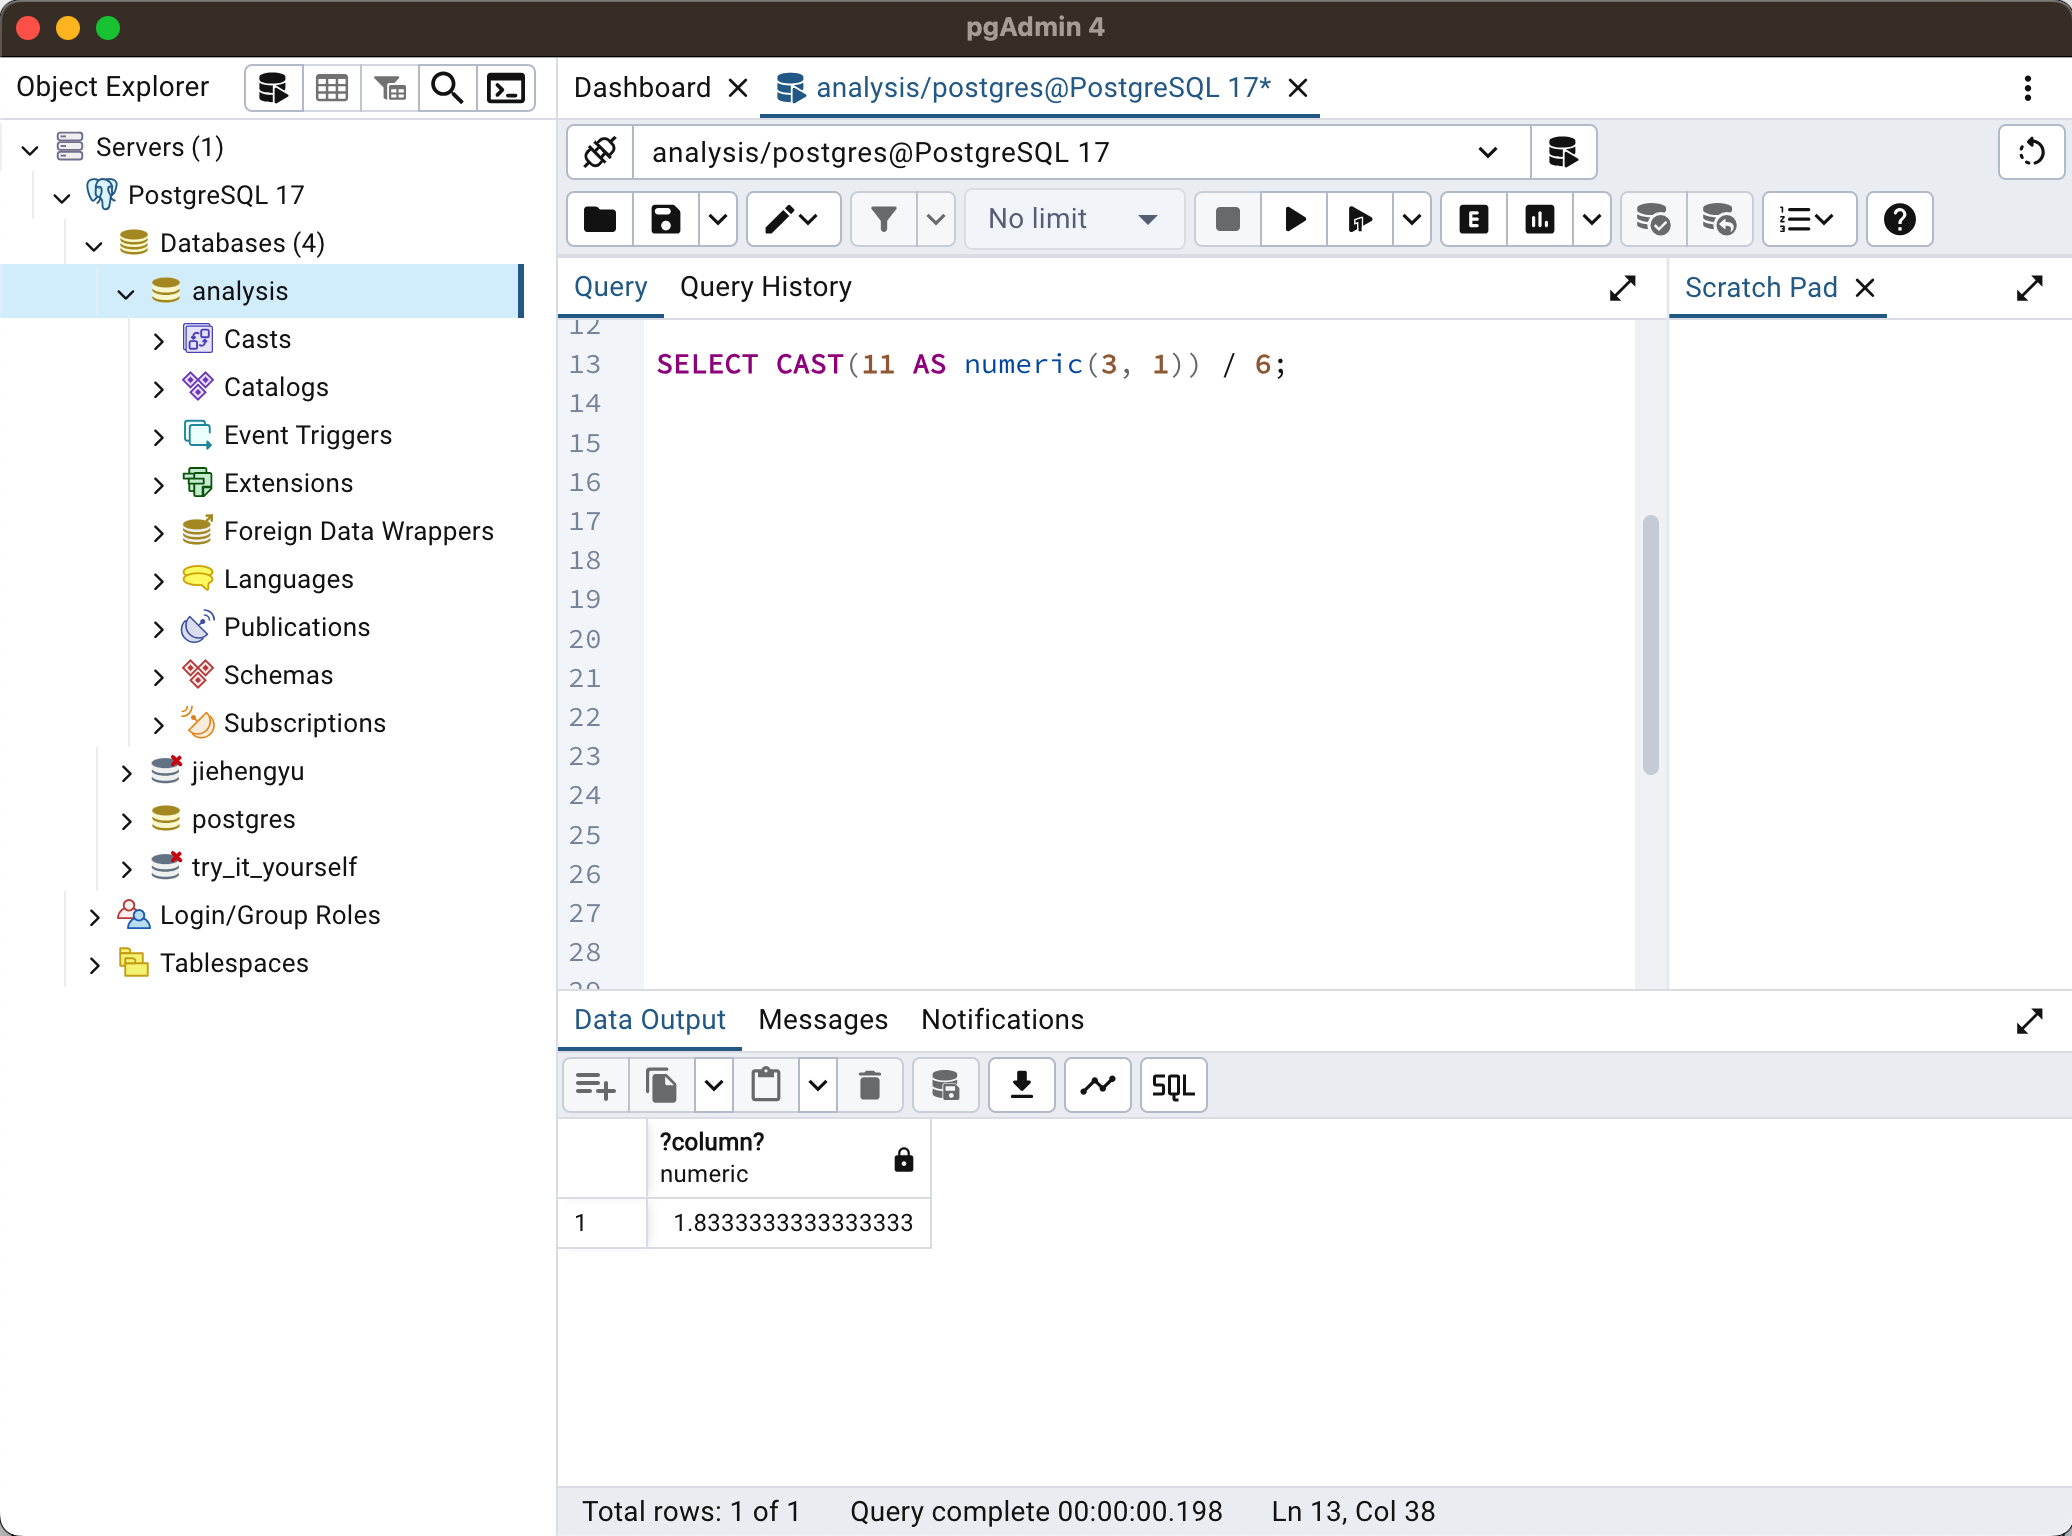 pgAdmin 4
Object Explorer
Dashboard
analysis/postgres@PostgreSQL 17*
Servers (1)
PostgreSQL 17
Databases (4)
analysis
Casts
Catalogs
Event Triggers
Extensions
Foreign Data Wrappers
Languages
Publications
Schemas
Subscriptions
jiehengyu
postgres
try_it_yourself
Login/Group Roles
Tablespaces
analysis/postgres@PostgreSQL 17
No limit
E
Query
Query History
Scratch Pad
12
13 SELECT CAST(11 AS numeric(3, 1)) / 6;
14
15
16
17
18
19
20
21
22
23
24
25
26
27
28
29
Data Output
Messages
Notifications
SQL
?column?
numeric
1 1.8333333333333333
Total rows: 1 of 1
Query complete 00:00:00.198
Ln 13, Col 38